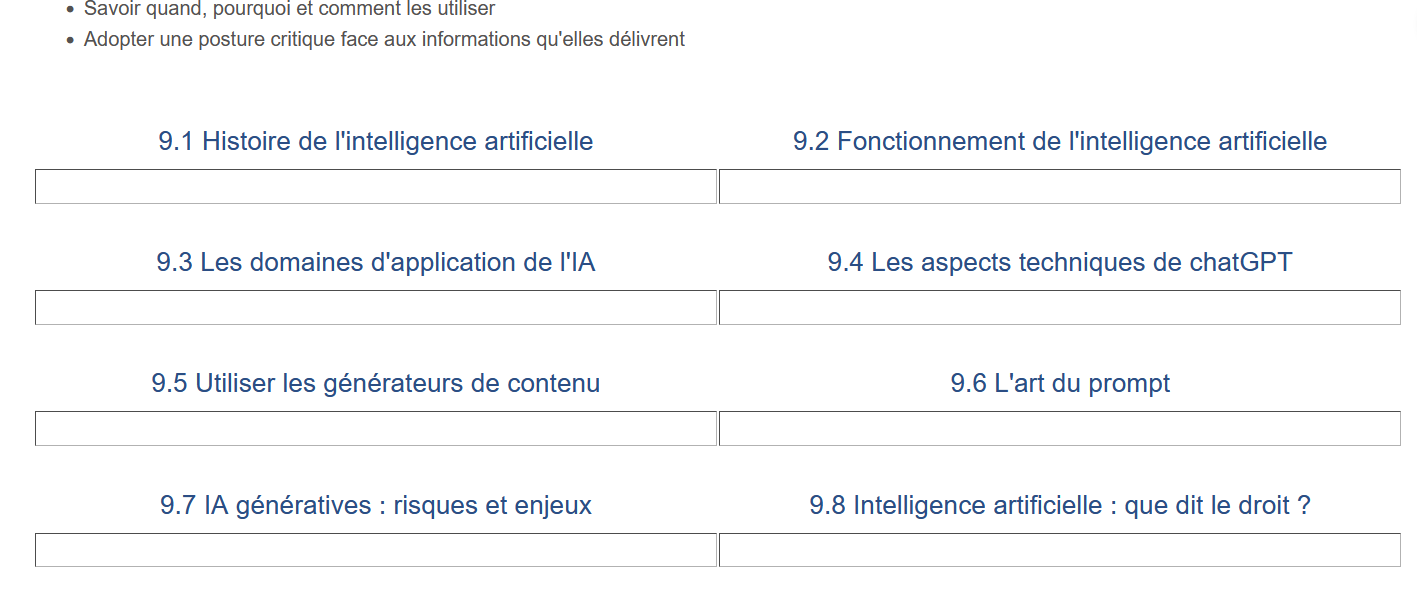 Savoir quand, pourquoi et comment les utiliser
Adopter une posture critique face aux informations qu'elles délivrent
9.1 Histoire de l'intelligence artificielle
9.2 Fonctionnement de l'intelligence artificielle
9.3 Les domaines d'application de l'IA
9.4 Les aspects techniques de chatGPT
9.5 Utiliser les générateurs de contenu
9.6 L'art du prompt
9.7 IA génératives : risques et enjeux
9.8 Intelligence artificielle : que dit le droit ?